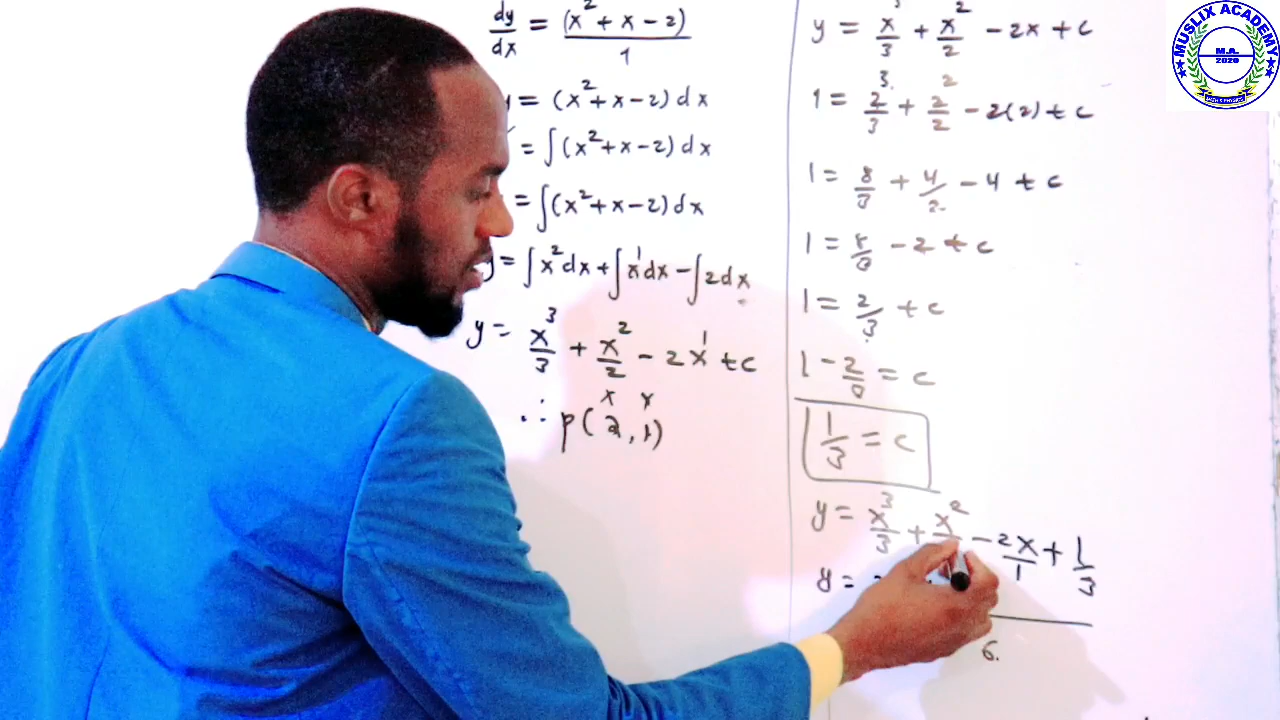 dy/dx = (x² + x - 2)/1
= (x² + x - 2) dx
= ∫(x² + x - 2) dx
= ∫(x² + x - 2) dx
y = ∫x² dx + ∫x¹ dx - ∫2 dx
y = x³/3 + x²/2 - 2x¹ + c
∴ p(2, 1)
x x
y = x³/3 + x²/2 - 2x + c
1 = 2³/3 + 2²/2 - 2(2) + c
1 = 8/3 + 4/2 - 4 + c
1 = 8/3 - 2 + c
1 = 2/3 + c
1 - 2/3 = c
1/3 = c
y = x³/3 + x² - 2x/1 + 1/3
y =
6.
MUSLIX ACADEMY
M.A.
2020
MATH & PHYSICS